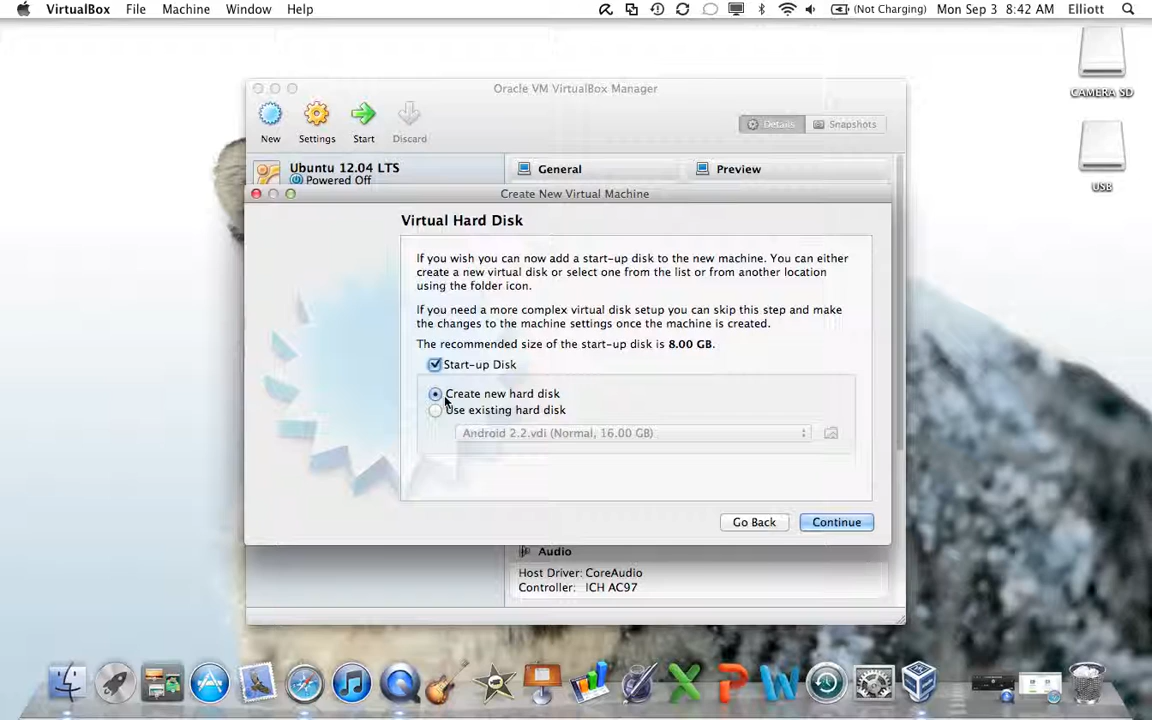 VirtualBox File Machine Window Help
(Not Charging) Mon Sep 3 8:42 AM Elliott
CAMERA SD
USB
Oracle VM VirtualBox Manager
New Settings Start Discard
Details Snapshots
Ubuntu 12.04 LTS
Powered Off
General
Preview
Create New Virtual Machine
Virtual Hard Disk
If you wish you can now add a start-up disk to the new machine. You can either
create a new virtual disk or select one from the list or from another location
using the folder icon.
If you need a more complex virtual disk setup you can skip this step and make
the changes to the machine settings once the machine is created.
The recommended size of the start-up disk is 8.00 GB.
Start-up Disk
Create new hard disk
Use existing hard disk
Android 2.2.vdi (Normal, 16.00 GB)
Go Back
Continue
Audio
Host Driver: CoreAudio
Controller: ICH AC97